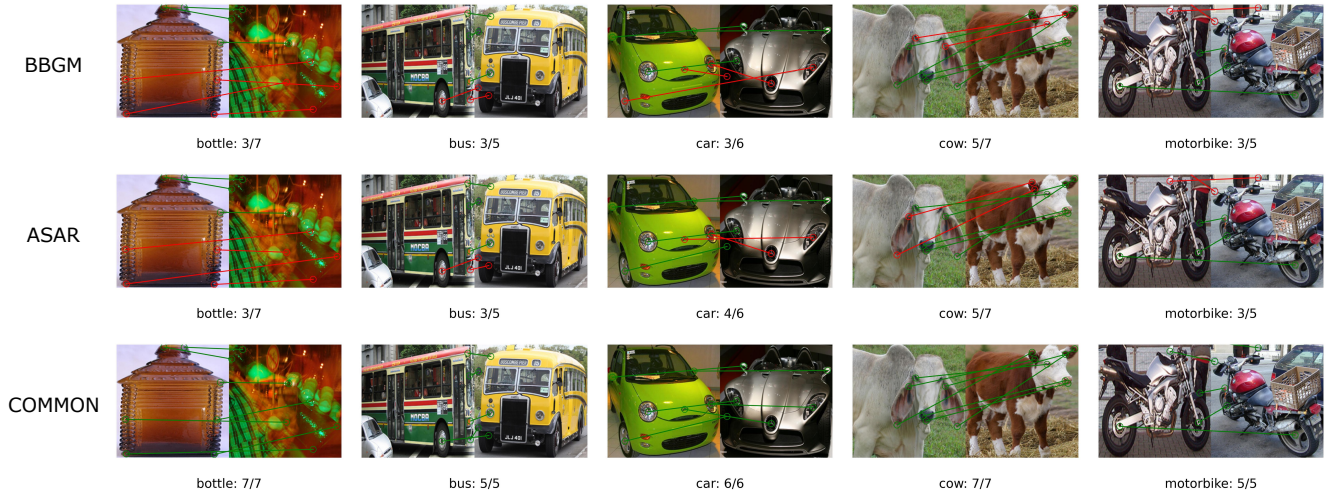 BBGM
bottle: 3/7
bus: 3/5
car: 3/6
cow: 5/7
motorbike: 3/5
ASAR
bottle: 3/7
bus: 3/5
car: 4/6
cow: 5/7
motorbike: 3/5
COMMON
bottle: 7/7
bus: 5/5
car: 6/6
cow: 7/7
motorbike: 5/5